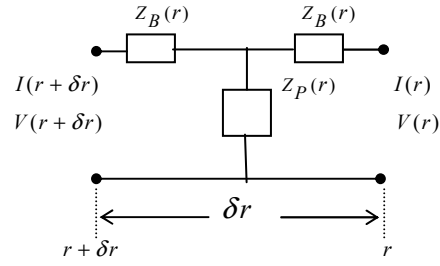 Z_B(r) Z_B(r)
I(r + δr) Z_P(r) I(r)
V(r + δr) V(r)
δr
r + δr r